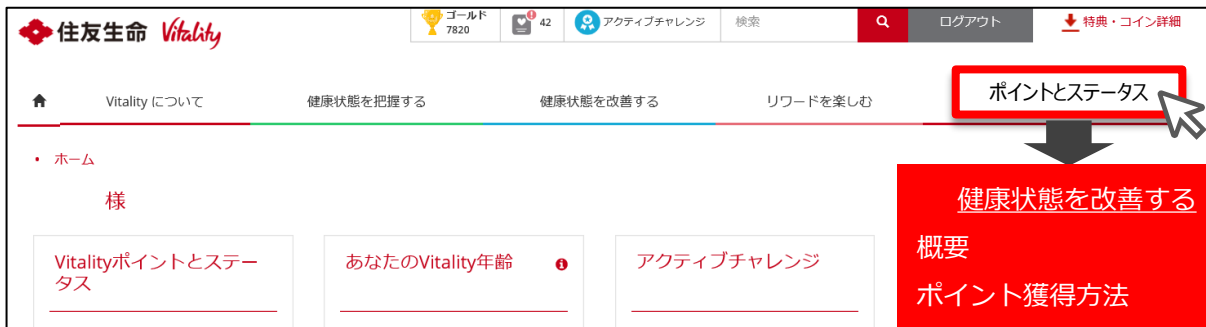 住友生命 Vitality
ゴールド
7820
42
アクティブチャレンジ
検索
ログアウト
特典・コイン詳細
Vitality について
健康状態を把握する
健康状態を改善する
リワードを楽しむ
ポイントとステータス
・ ホーム
様
健康状態を改善する
概要
ポイント獲得方法
Vitalityポイントとステー
タス
あなたのVitality年齢
アクティブチャレンジ